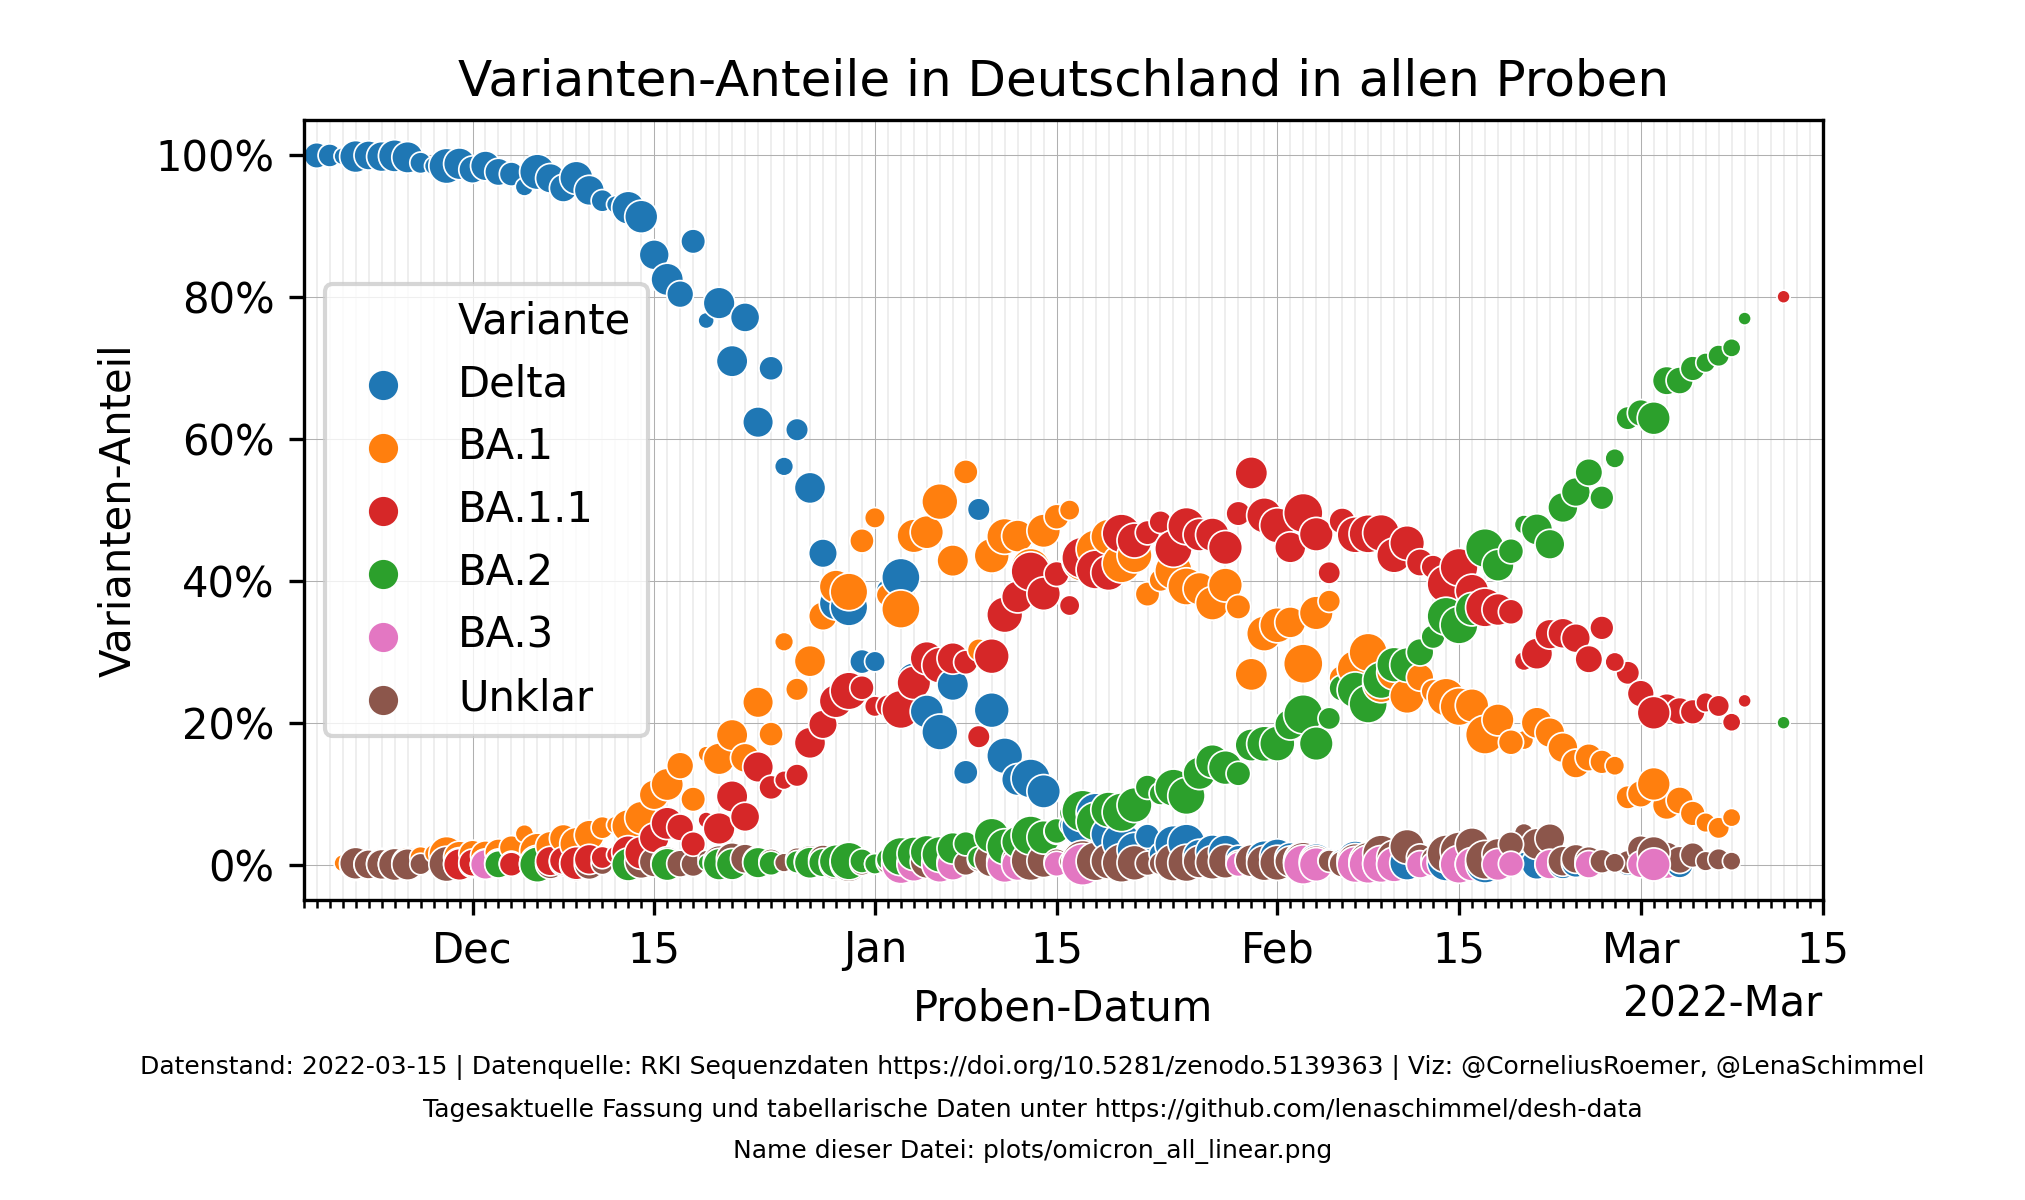 Varianten-Anteile in Deutschland in allen Proben
100%
80%
60%
40%
20%
0%
Varianten-Anteil
Variante
Delta
BA.1
BA.1.1
BA.2
BA.3
Unklar
Dec 15 Jan 15 Feb 15 Mar 15
2022-Mar
Proben-Datum
Datenstand: 2022-03-15 | Datenquelle: RKI Sequenzdaten https://doi.org/10.5281/zenodo.5139363 | Viz: @CorneliusRoemer, @LenaSchimmel
Tagesaktuelle Fassung und tabellarische Daten unter https://github.com/lenaschimmel/desh-data
Name dieser Datei: plots/omicron_all_linear.png